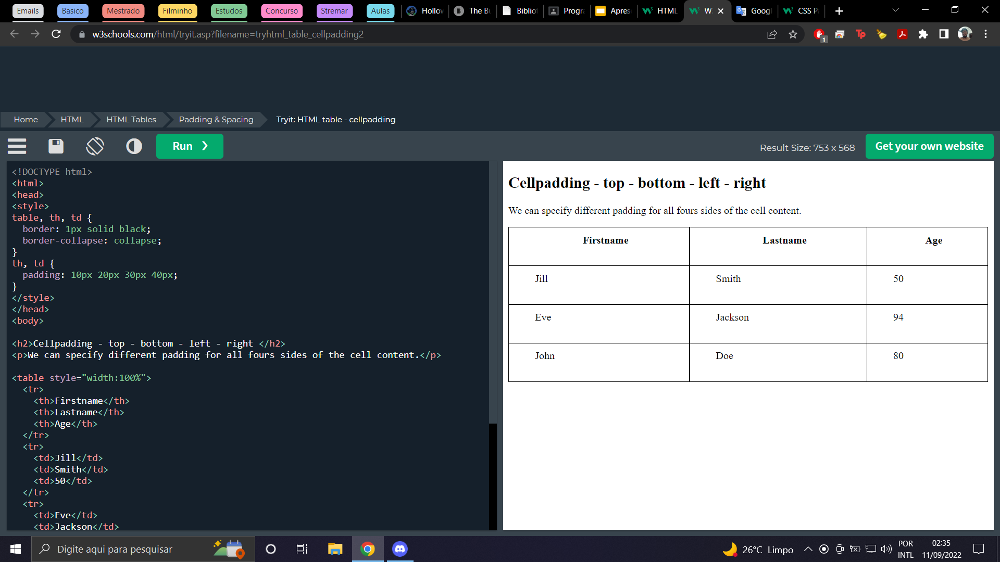 Emails Basico Mestrado Filminho Estudos Concurso Stremar Aulas Hollov The Bu Biblio Progra Apres HTML W Googl CSS Pa
w3schools.com/html/tryit.asp?filename=tryhtml_table_cellpadding2
1
Home HTML HTML Tables Padding & Spacing Tryit: HTML table - cellpadding
Run ❯
Result Size: 753 x 568
Get your own website
<!DOCTYPE html>
<html>
<head>
<style>
table, th, td {
  border: 1px solid black;
  border-collapse: collapse;
}
th, td {
  padding: 10px 20px 30px 40px;
}
</style>
</head>
<body>
<h2>Cellpadding - top - bottom - left - right </h2>
<p>We can specify different padding for all fours sides of the cell content.</p>
<table style="width:100%">
  <tr>
    <th>Firstname</th>
    <th>Lastname</th>
    <th>Age</th>
  </tr>
  <tr>
    <td>Jill</td>
    <td>Smith</td>
    <td>50</td>
  </tr>
  <tr>
    <td>Eve</td>
    <td>Jackson</td>
Cellpadding - top - bottom - left - right
We can specify different padding for all fours sides of the cell content.
Firstname Lastname Age
Jill Smith 50
Eve Jackson 94
John Doe 80
Digite aqui para pesquisar
26°C Limpo
POR
INTL
02:35
11/09/2022